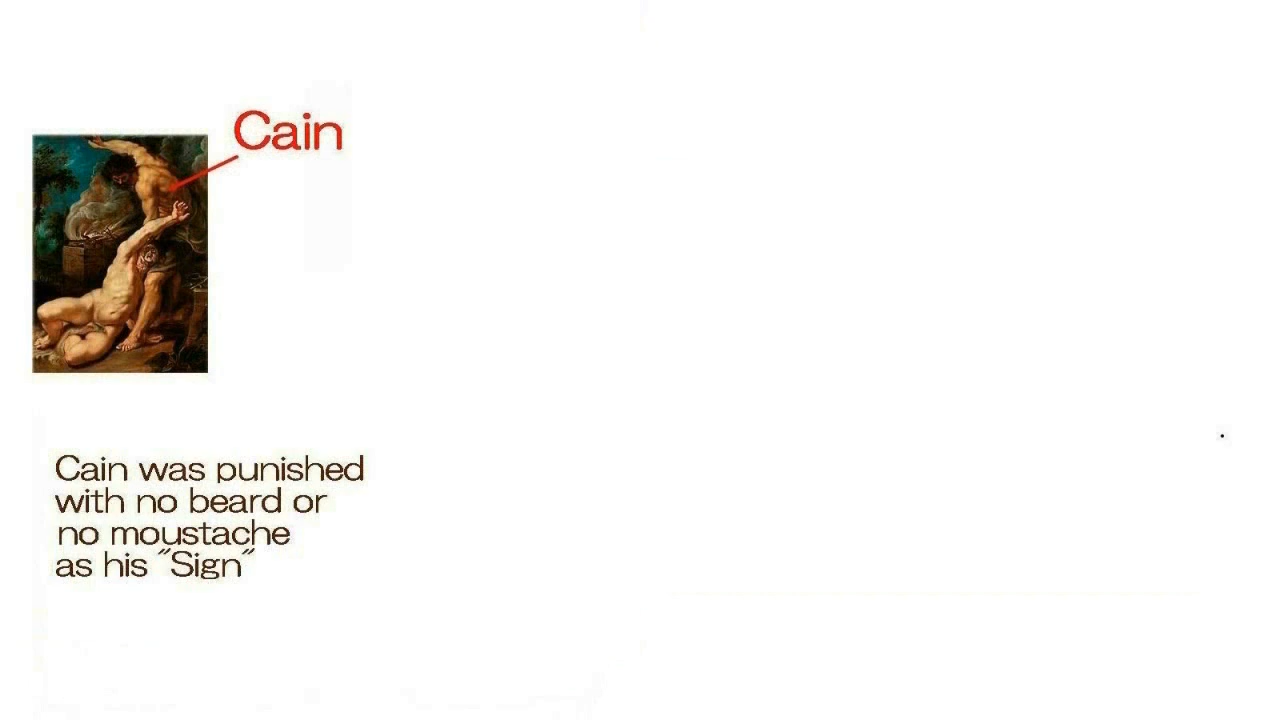 Cain
Cain was punished
with no beard or
no moustache
as his "Sign"